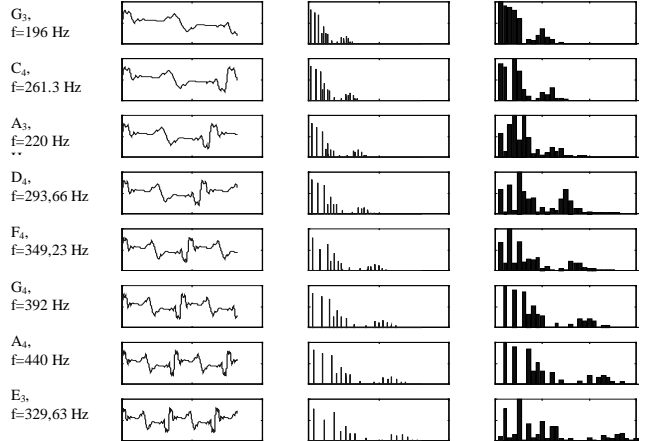 G3,
f=196 Hz
C4,
f=261.3 Hz
A3,
f=220 Hz
D4,
f=293,66 Hz
F4,
f=349,23 Hz
G4,
f=392 Hz
A4,
f=440 Hz
E3,
f=329,63 Hz